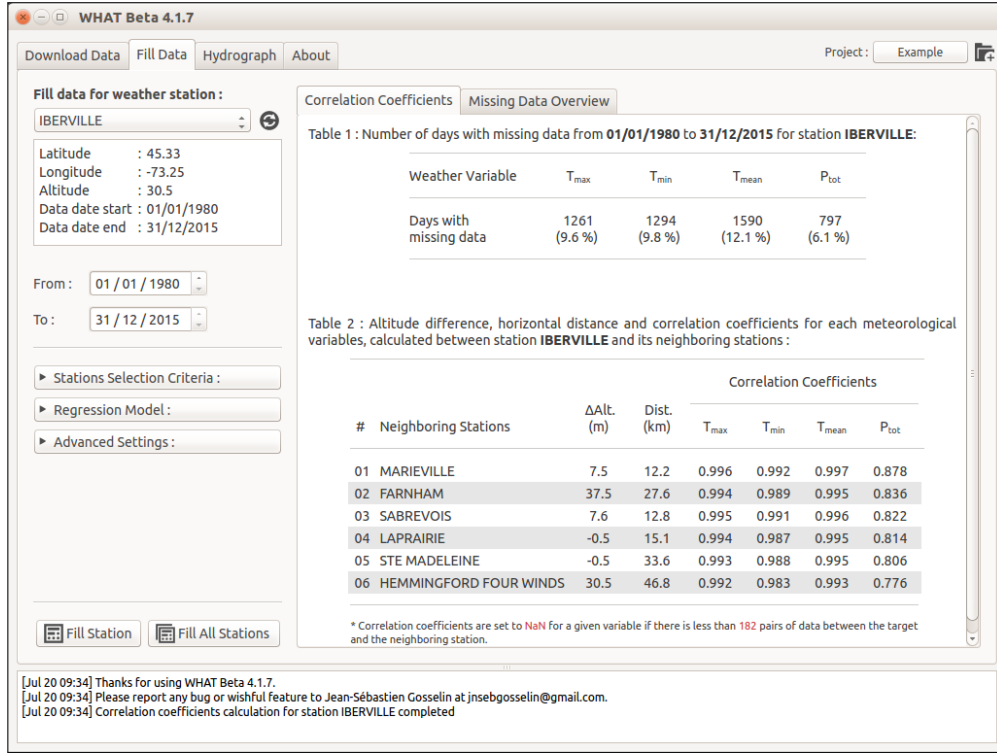 WHAT Beta 4.1.7
Download Data Fill Data Hydrograph About Project : Example
Fill data for weather station :
IBERVILLE
Latitude : 45.33
Longitude : -73.25
Altitude : 30.5
Data date start : 01/01/1980
Data date end : 31/12/2015
From : 01 / 01 / 1980
To : 31 / 12 / 2015
Stations Selection Criteria :
Regression Model :
Advanced Settings :
Fill Station Fill All Stations
Correlation Coefficients Missing Data Overview
Table 1 : Number of days with missing data from 01/01/1980 to 31/12/2015 for station IBERVILLE:
Weather Variable Tmax Tmin Tmean Ptot
Days with 1261 1294 1590 797
missing data (9.6 %) (9.8 %) (12.1 %) (6.1 %)
Table 2 : Altitude difference, horizontal distance and correlation coefficients for each meteorological
variables, calculated between station IBERVILLE and its neighboring stations :
Correlation Coefficients
ΔAlt. Dist.
# Neighboring Stations (m) (km) Tmax Tmin Tmean Ptot
01 MARIEVILLE 7.5 12.2 0.996 0.992 0.997 0.878
02 FARNHAM 37.5 27.6 0.994 0.989 0.995 0.836
03 SABREVOIS 7.6 12.8 0.995 0.991 0.996 0.822
04 LAPRAIRIE -0.5 15.1 0.994 0.987 0.995 0.814
05 STE MADELEINE -0.5 33.6 0.993 0.988 0.995 0.806
06 HEMMINGFORD FOUR WINDS 30.5 46.8 0.992 0.983 0.993 0.776
* Correlation coefficients are set to NaN for a given variable if there is less than 182 pairs of data between the target
and the neighboring station.
[Jul 20 09:34] Thanks for using WHAT Beta 4.1.7.
[Jul 20 09:34] Please report any bug or wishful feature to Jean-Sébastien Gosselin at jnsebgosselin@gmail.com.
[Jul 20 09:34] Correlation coefficients calculation for station IBERVILLE completed